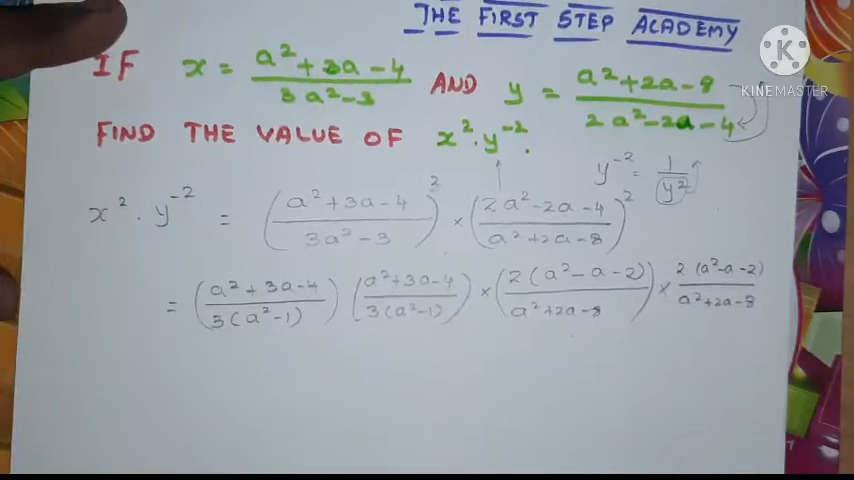 THE FIRST STEP ACADEMY
IF x = (a²+3a-4)/(3a²-3) AND y = (a²+2a-8)/(2a²-2a-4)
FIND THE VALUE OF x².y⁻².
y⁻² = 1/y²
x² . y⁻² = ((a²+3a-4)/(3a²-3))² × ((2a²-2a-4)/(a²+2a-8))²
= ((a²+3a-4)/(3(a²-1))) ((a²+3a-4)/(3(a²-1))) × (2(a²-a-2)/(a²+2a-8)) × 2(a²-a-2)/(a²+2a-8)
K
KINEMASTER